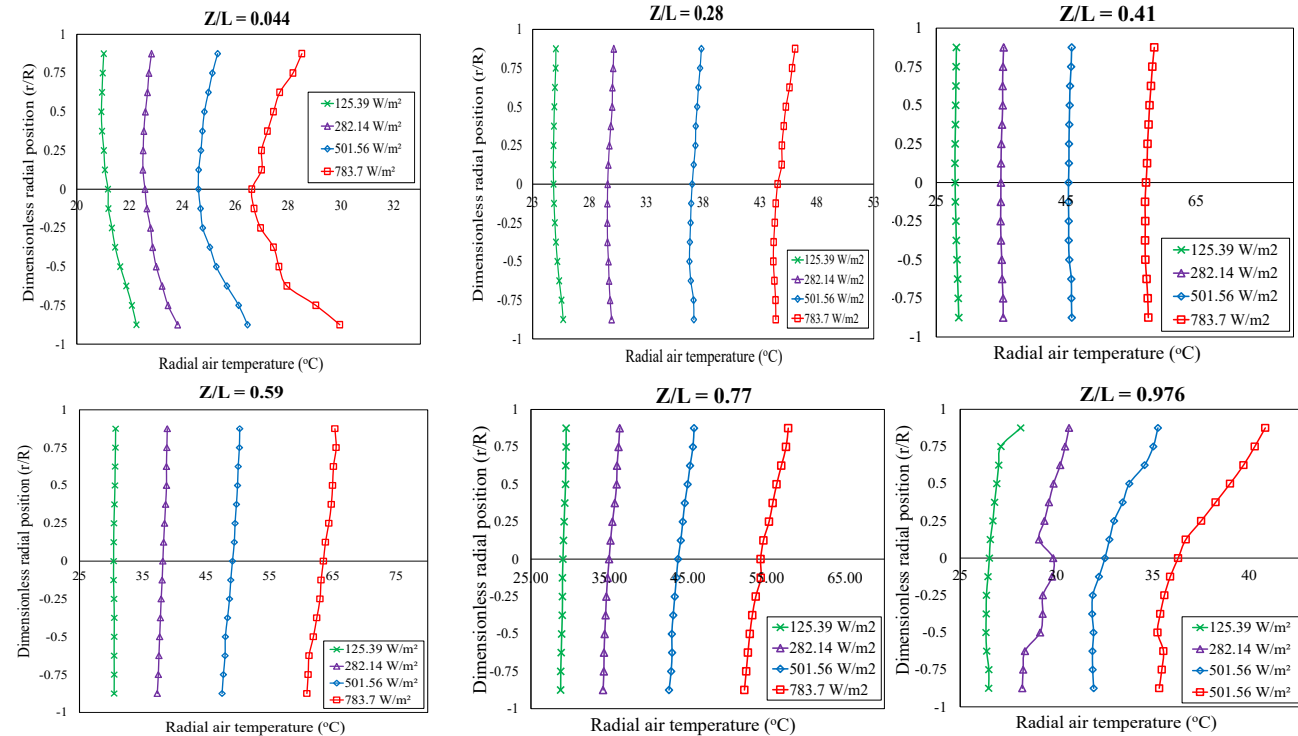 Z/L = 0.044
Dimensionless radial position (r/R)
1
0.75
0.5
0.25
0
-0.25
-0.5
-0.75
-1
20 22 24 26 28 30 32
125.39 W/m²
282.14 W/m²
501.56 W/m²
783.7 W/m²
Radial air temperature (°C)
Z/L = 0.28
Dimensionless radial position (r/R)
1
0.75
0.5
0.25
0
-0.25
-0.5
-0.75
-1
23 28 33 38 43 48 53
125.39 W/m2
282.14 W/m2
501.56 W/m2
783.7 W/m2
Radial air temperature (°C)
Z/L = 0.41
Dimensionless radial position (r/R)
1
0.75
0.5
0.25
0
-0.25
-0.5
-0.75
-1
25 45 65
125.39 W/m2
282.14 W/m2
501.56 W/m2
783.7 W/m2
Radial air temperature (°C)
Z/L = 0.59
Dimensionless radial position (r/R)
1
0.75
0.5
0.25
0
-0.25
-0.5
-0.75
-1
25 35 45 55 65 75
125.39 W/m²
282.14 W/m²
501.56 W/m²
783.7 W/m²
Radial air temperature (°C)
Z/L = 0.77
Dimensionless radial position (r/R)
1
0.75
0.5
0.25
0
-0.25
-0.5
-0.75
-1
25.00 35.00 45.00 55.00 65.00
125.39 W/m2
282.14 W/m2
501.56 W/m2
783.7 W/m2
Radial air temperature (°C)
Z/L = 0.976
Dimensionless radial position (r/R)
1
0.75
0.5
0.25
0
-0.25
-0.5
-0.75
-1
25 30 35 40
125.39 W/m²
282.14 W/m²
501.56 W/m²
501.56 W/m²
Radial air temperature (°C)